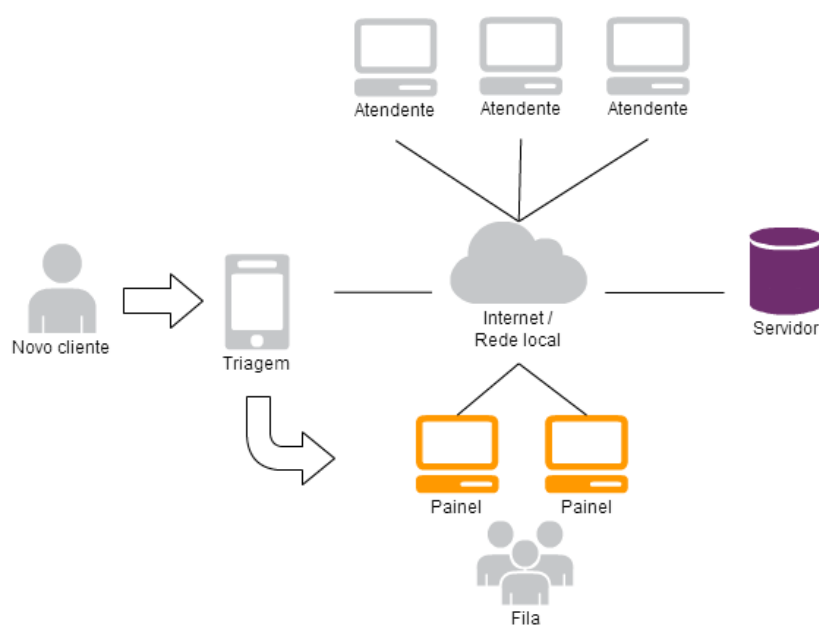 Atendente
Atendente
Atendente
Novo cliente
Triagem
Internet /
Rede local
Servidor
Painel
Painel
Fila